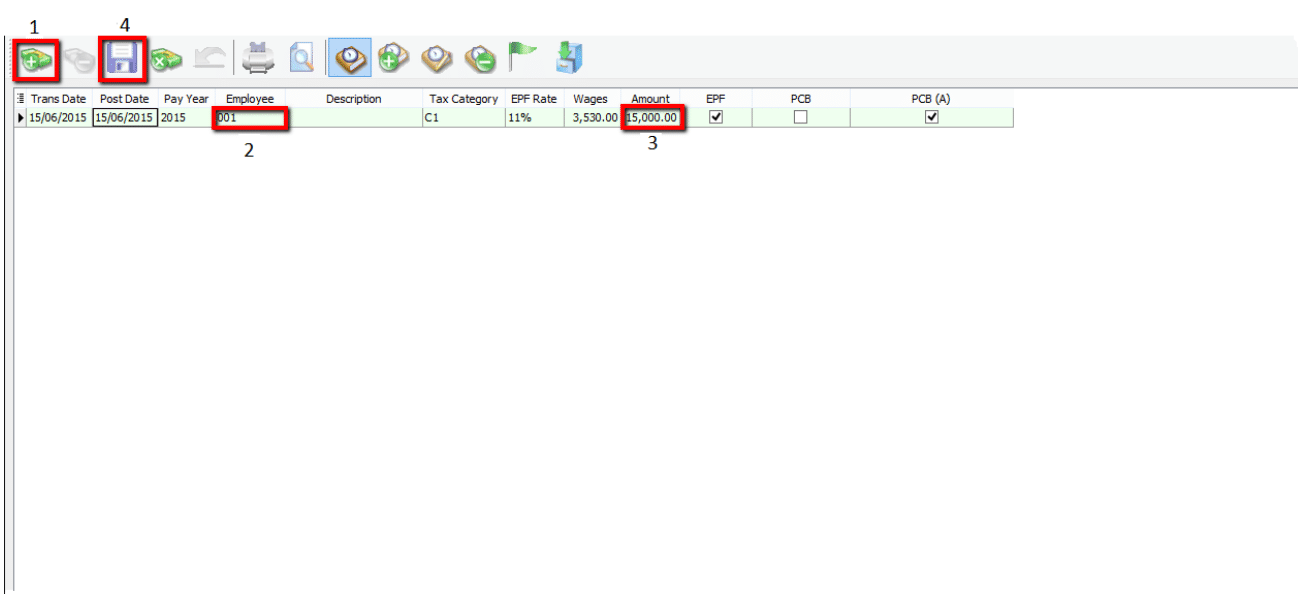 1 4
Trans Date Post Date Pay Year Employee Description Tax Category EPF Rate Wages Amount EPF PCB PCB (A)
15/06/2015 15/06/2015 2015 001 C1 11% 3,530.00 15,000.00
2 3